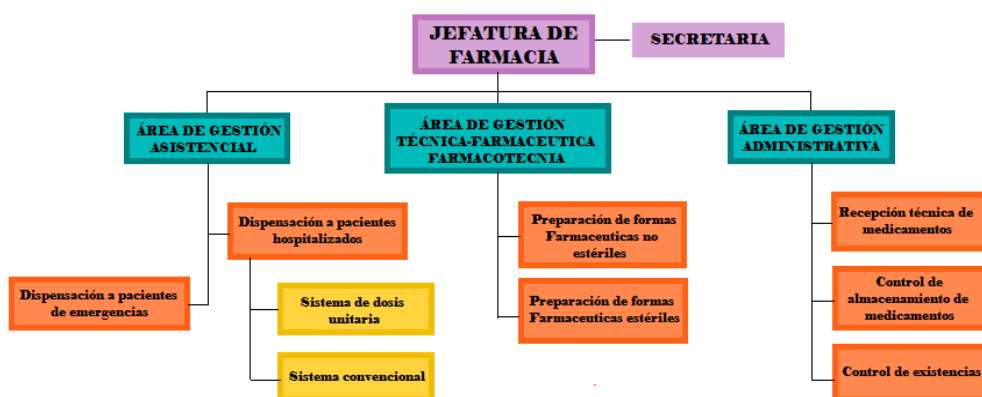 JEFATURA DE
FARMACIA
SECRETARIA
ÁREA DE GESTIÓN
ASISTENCIAL
ÁREA DE GESTIÓN
TÉCNICA-FARMACEUTICA
FARMACOTECNIA
ÁREA DE GESTIÓN
ADMINISTRATIVA
Dispensación a pacientes
hospitalizados
Dispensación a pacientes
de emergencias
Sistema de dosis
unitaria
Sistema convencional
Preparación de formas
Farmaceuticas no
estériles
Preparación de formas
Farmaceuticas estériles
Recepción técnica de
medicamentos
Control de
almacenamiento de
medicamentos
Control de existencias